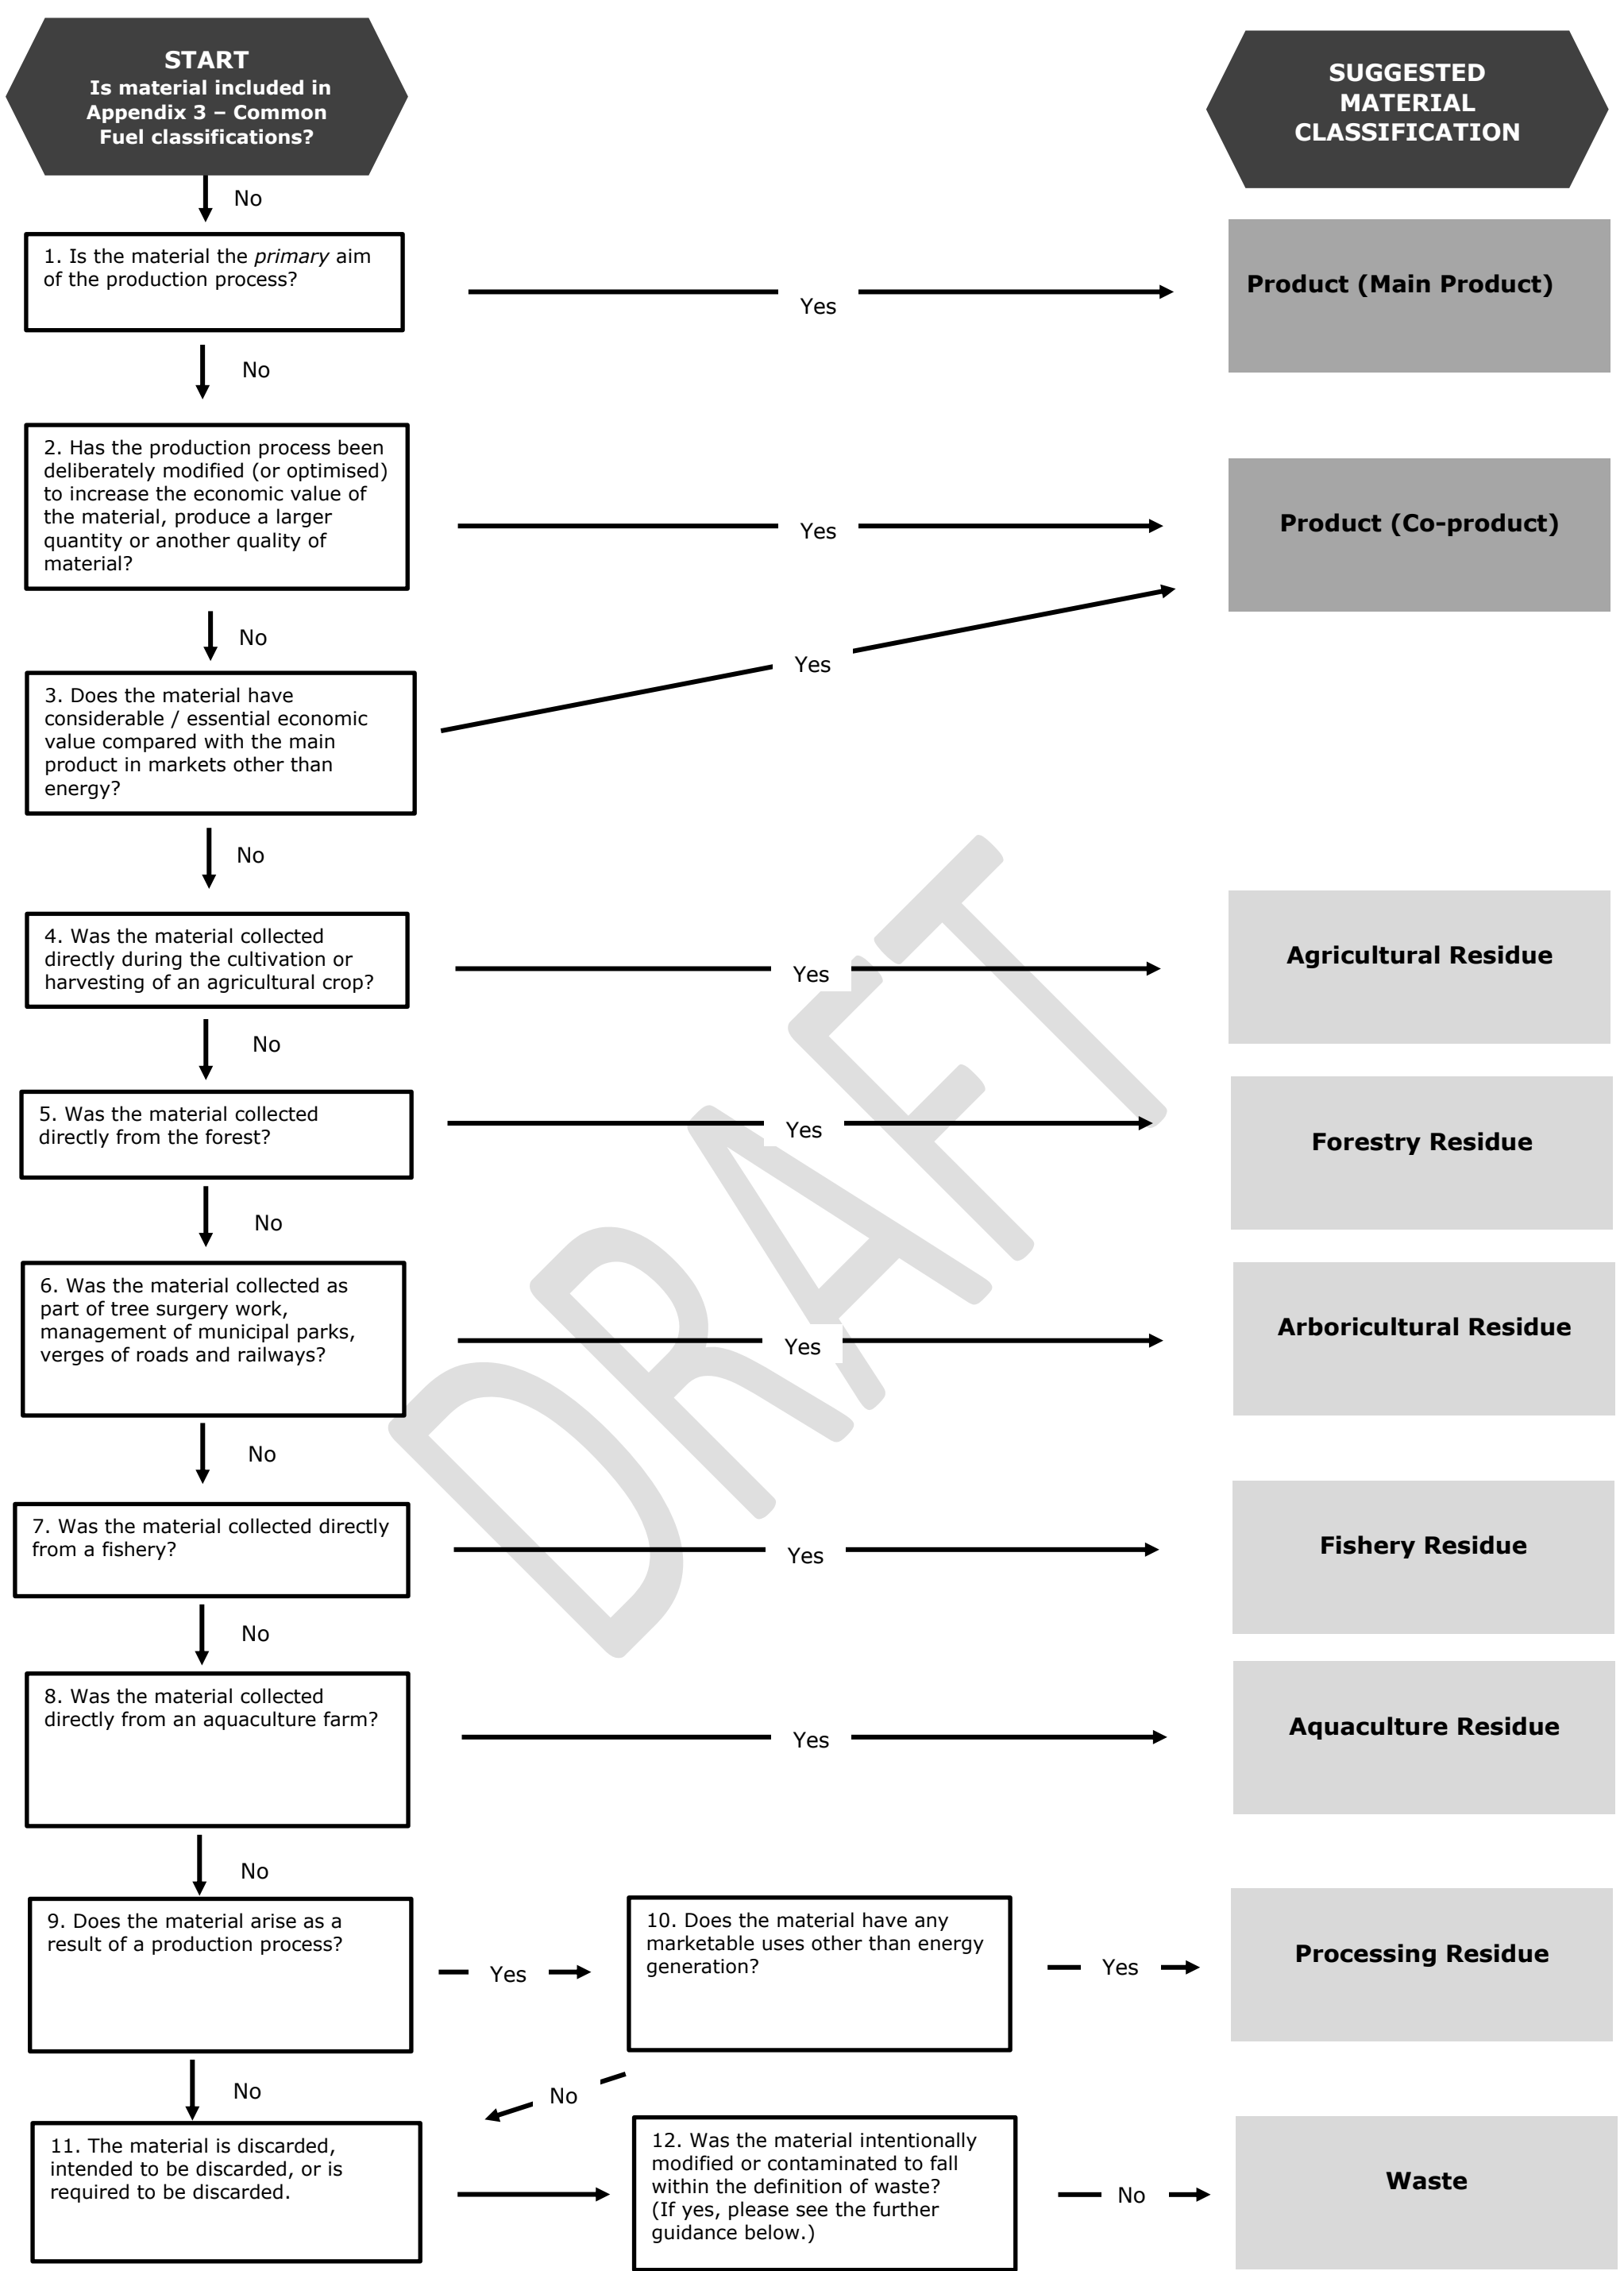 START
Is material included in
Appendix 3 – Common
Fuel classifications?
SUGGESTED
MATERIAL
CLASSIFICATION
No
1. Is the material the primary aim
of the production process?
Yes
Product (Main Product)
No
2. Has the production process been
deliberately modified (or optimised)
to increase the economic value of
the material, produce a larger
quantity or another quality of
material?
Yes
Product (Co-product)
No
3. Does the material have
considerable / essential economic
value compared with the main
product in markets other than
energy?
Yes
No
4. Was the material collected
directly during the cultivation or
harvesting of an agricultural crop?
Yes
Agricultural Residue
No
5. Was the material collected
directly from the forest?
Yes
Forestry Residue
No
6. Was the material collected as
part of tree surgery work,
management of municipal parks,
verges of roads and railways?
Yes
Arboricultural Residue
No
7. Was the material collected directly
from a fishery?
Yes
Fishery Residue
No
8. Was the material collected
directly from an aquaculture farm?
Yes
Aquaculture Residue
No
9. Does the material arise as a
result of a production process?
Yes
10. Does the material have any
marketable uses other than energy
generation?
Yes
Processing Residue
No
No
11. The material is discarded,
intended to be discarded, or is
required to be discarded.
12. Was the material intentionally
modified or contaminated to fall
within the definition of waste?
(If yes, please see the further
guidance below.)
No
Waste
DRAFT